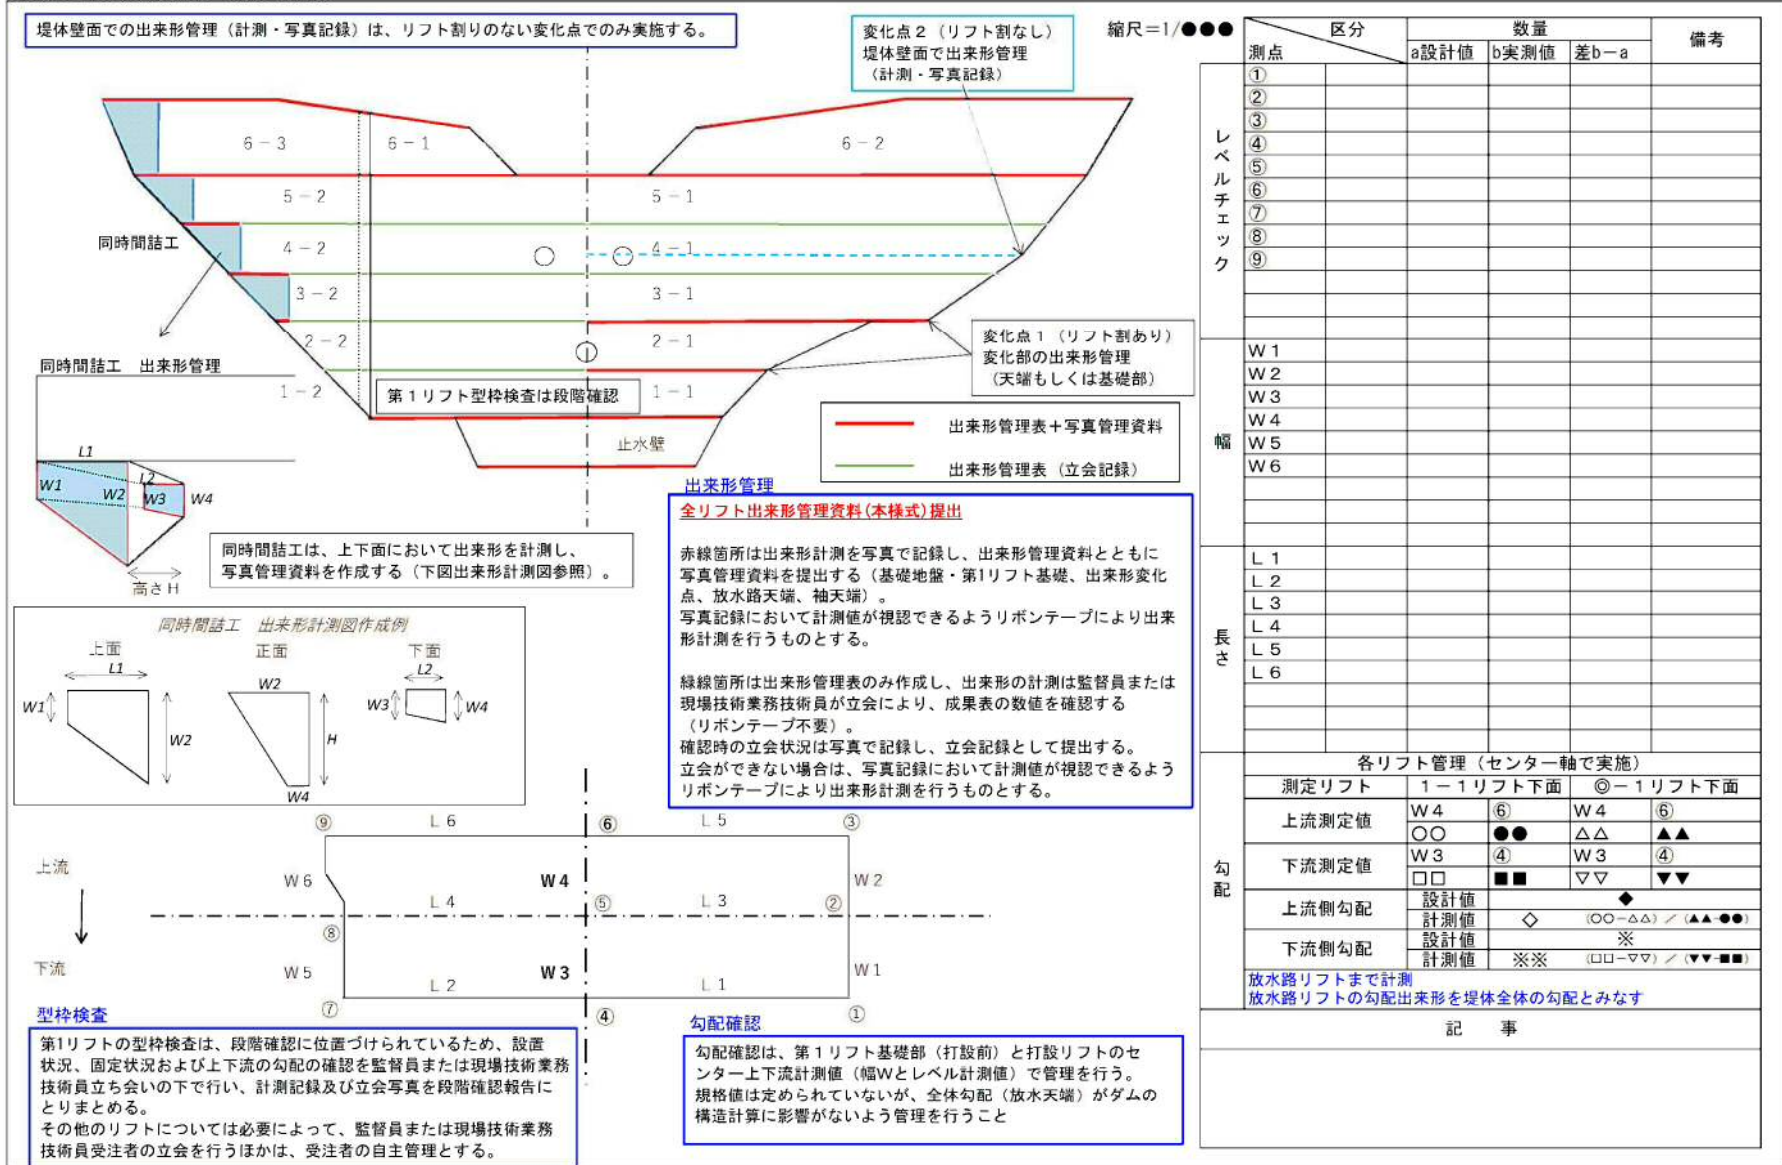 堤体壁面での出来形管理（計測・写真記録）は、リフト割りのない変化点でのみ実施する。
変化点２（リフト割なし）
堤体壁面で出来形管理
（計測・写真記録）
縮尺＝1/●●●
6－3
6－1
6－2
5－2
5－1
同時間詰工
4－2
4－1
3－2
3－1
2－2
2－1
変化点１（リフト割あり）
変化部の出来形管理
（天端もしくは基礎部）
同時間詰工　出来形管理
1－2
第１リフト型枠検査は段階確認
1－1
止水壁
出来形管理表＋写真管理資料
出来形管理表（立会記録）
L1
L2
W1
W2
W3
W4
高さH
同時間詰工は、上下面において出来形を計測し、
写真管理資料を作成する（下図出来形計測図参照）。
同時間詰工　出来形計測図作成例
上面
正面
下面
L1
W1
W2
W2
H
W4
L2
W3
W4
出来形管理
全リフト出来形管理資料(本様式)提出
赤線箇所は出来形計測を写真で記録し、出来形管理資料とともに
写真管理資料を提出する（基礎地盤・第1リフト基礎、出来形変化
点、放水路天端、袖天端）。
写真記録において計測値が視認できるようリボンテープにより出来
形計測を行うものとする。
緑線箇所は出来形管理表のみ作成し、出来形の計測は監督員または
現場技術業務技術員が立会により、成果表の数値を確認する
（リボンテープ不要）。
確認時の立会状況は写真で記録し、立会記録として提出する。
立会ができない場合は、写真記録において計測値が視認できるよう
リボンテープにより出来形計測を行うものとする。
⑨
Ｌ６
⑥
Ｌ５
③
上流
Ｗ６
Ｗ４
Ｗ２
Ｌ４
⑤
Ｌ３
②
⑧
下流
Ｗ５
Ｗ３
Ｗ１
Ｌ２
Ｌ１
⑦
④
①
型枠検査
第1リフトの型枠検査は、段階確認に位置づけられているため、設置
状況、固定状況および上下流の勾配の確認を監督員または現場技術業務
技術員立ち会いの下で行い、計測記録及び立会写真を段階確認報告に
とりまとめる。
その他のリフトについては必要によって、監督員または現場技術業務
技術員受注者の立会を行うほかは、受注者の自主管理とする。
勾配確認
勾配確認は、第１リフト基礎部（打設前）と打設リフトのセ
ンター上下流計測値（幅Wとレベル計測値）で管理を行う。
規格値は定められていないが、全体勾配（放水天端）がダムの
構造計算に影響がないよう管理を行うこと
区分
数量
備考
測点
a設計値
b実測値
差b－a
レベルチェック
①
②
③
④
⑤
⑥
⑦
⑧
⑨
幅
Ｗ１
Ｗ２
Ｗ３
Ｗ４
Ｗ５
Ｗ６
長さ
Ｌ１
Ｌ２
Ｌ３
Ｌ４
Ｌ５
Ｌ６
勾配
各リフト管理（センター軸で実施）
測定リフト
１－１リフト下面
◎－１リフト下面
上流測定値
Ｗ４
⑥
Ｗ４
⑥
○○
●●
△△
▲▲
下流測定値
Ｗ３
④
Ｗ３
④
□□
■■
▽▽
▼▼
上流側勾配
設計値
◆
計測値
◇
(○○－△△) ／ (▲▲-●●)
下流側勾配
設計値
※
計測値
※※
(□□－▽▽) ／ (▼▼-■■)
放水路リフトまで計測
放水路リフトの勾配出来形を堤体全体の勾配とみなす
記　事